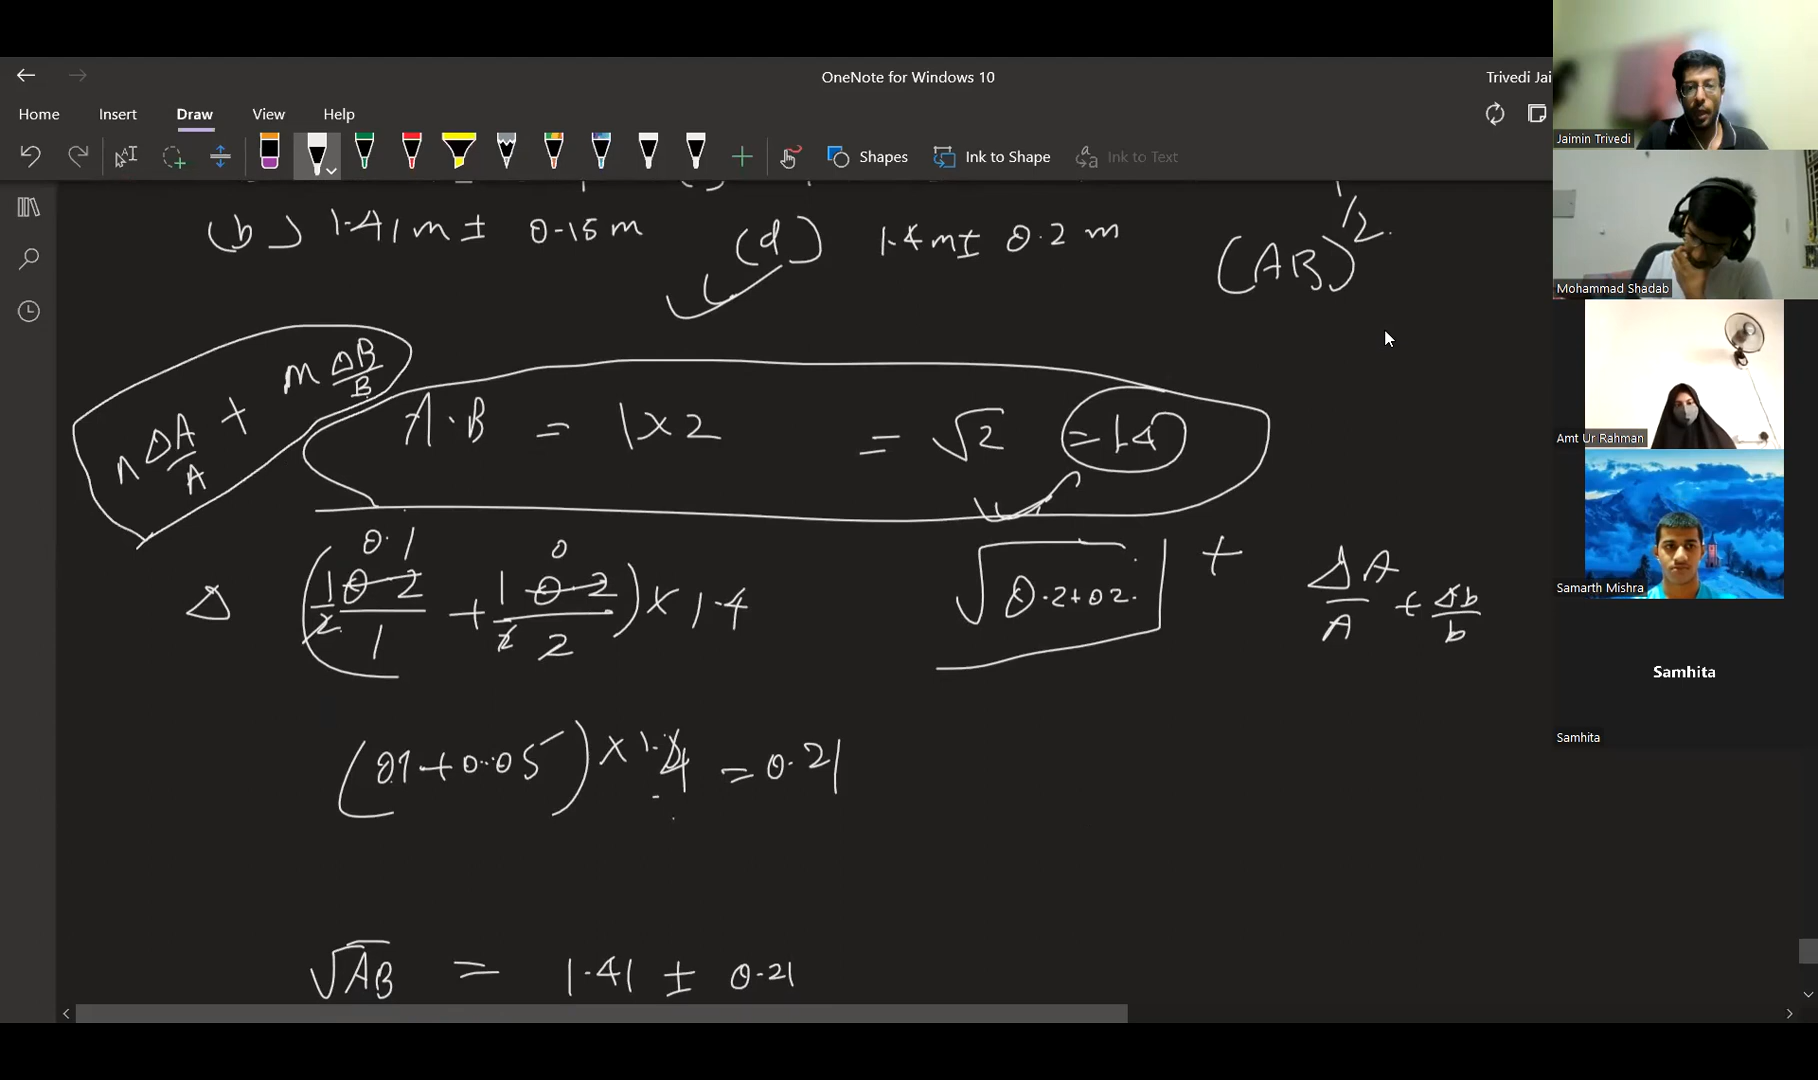 OneNote for Windows 10
Trivedi Jai
Home Insert Draw View Help
Shapes Ink to Shape Ink to Text
(b) 1.41 m ± 0.15 m (d) 1.4 m ± 0.2 m
(AB)^1/2
n ΔA/A + m ΔB/B
A·B = 1×2 = √2 = 1.4
0.1 0
Δ (1/2 0.2/1 + 1/2 0.2/2) × 1.4
√0.2+0.2 + ΔA/A + Δb/b
(0.1+0.05) × 1.4 = 0.21
√AB = 1.41 ± 0.21
Jaimin Trivedi
Mohammad Shadab
Amt Ur Rahman
Samarth Mishra
Samhita
Samhita